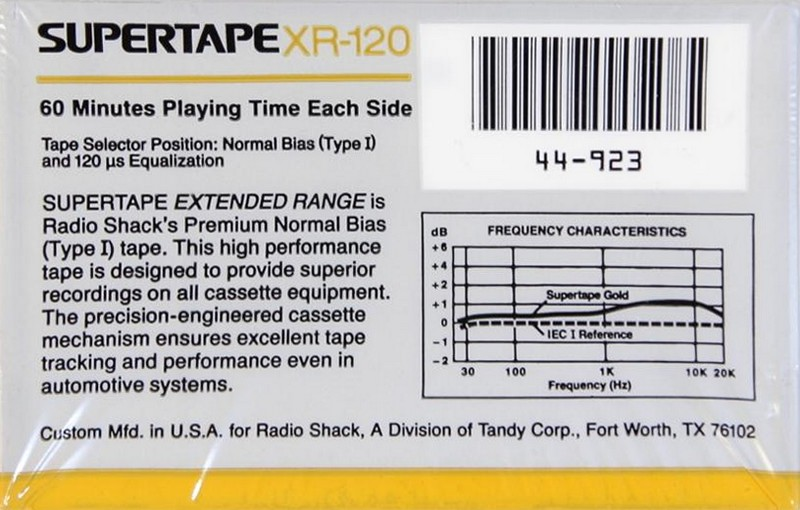 SUPERTAPE XR-120
60 Minutes Playing Time Each Side
Tape Selector Position: Normal Bias (Type I)
and 120 µs Equalization
SUPERTAPE EXTENDED RANGE is
Radio Shack's Premium Normal Bias
(Type I) tape. This high performance
tape is designed to provide superior
recordings on all cassette equipment.
The precision-engineered cassette
mechanism ensures excellent tape
tracking and performance even in
automotive systems.
44-923
dB FREQUENCY CHARACTERISTICS
+6
+4
+2
Supertape Gold
+1
0
IEC I Reference
-1
-2
30 100 1K 10K 20K
Frequency (Hz)
Custom Mfd. in U.S.A. for Radio Shack, A Division of Tandy Corp., Fort Worth, TX 76102